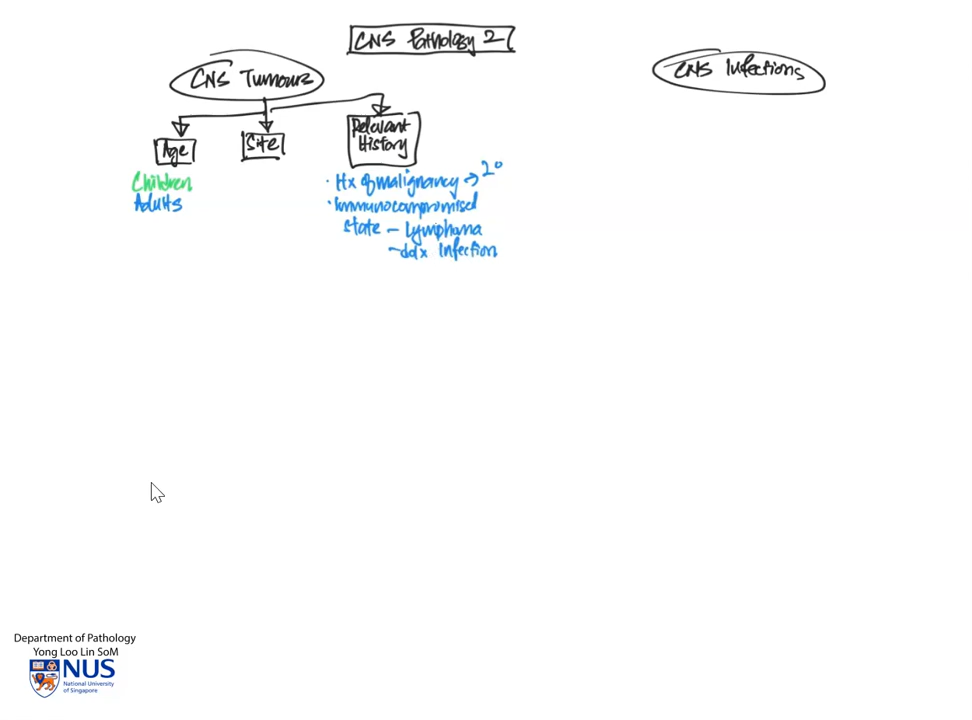 CNS Pathology 2
CNS Tumours
CNS Infections
Age
Site
Relevant
History
Children
Adults
· Hx of malignancy → 2°
· Immunocompromised
state – Lymphoma
– ddx Infection
Department of Pathology
Yong Loo Lin SoM
NUS
National University
of Singapore